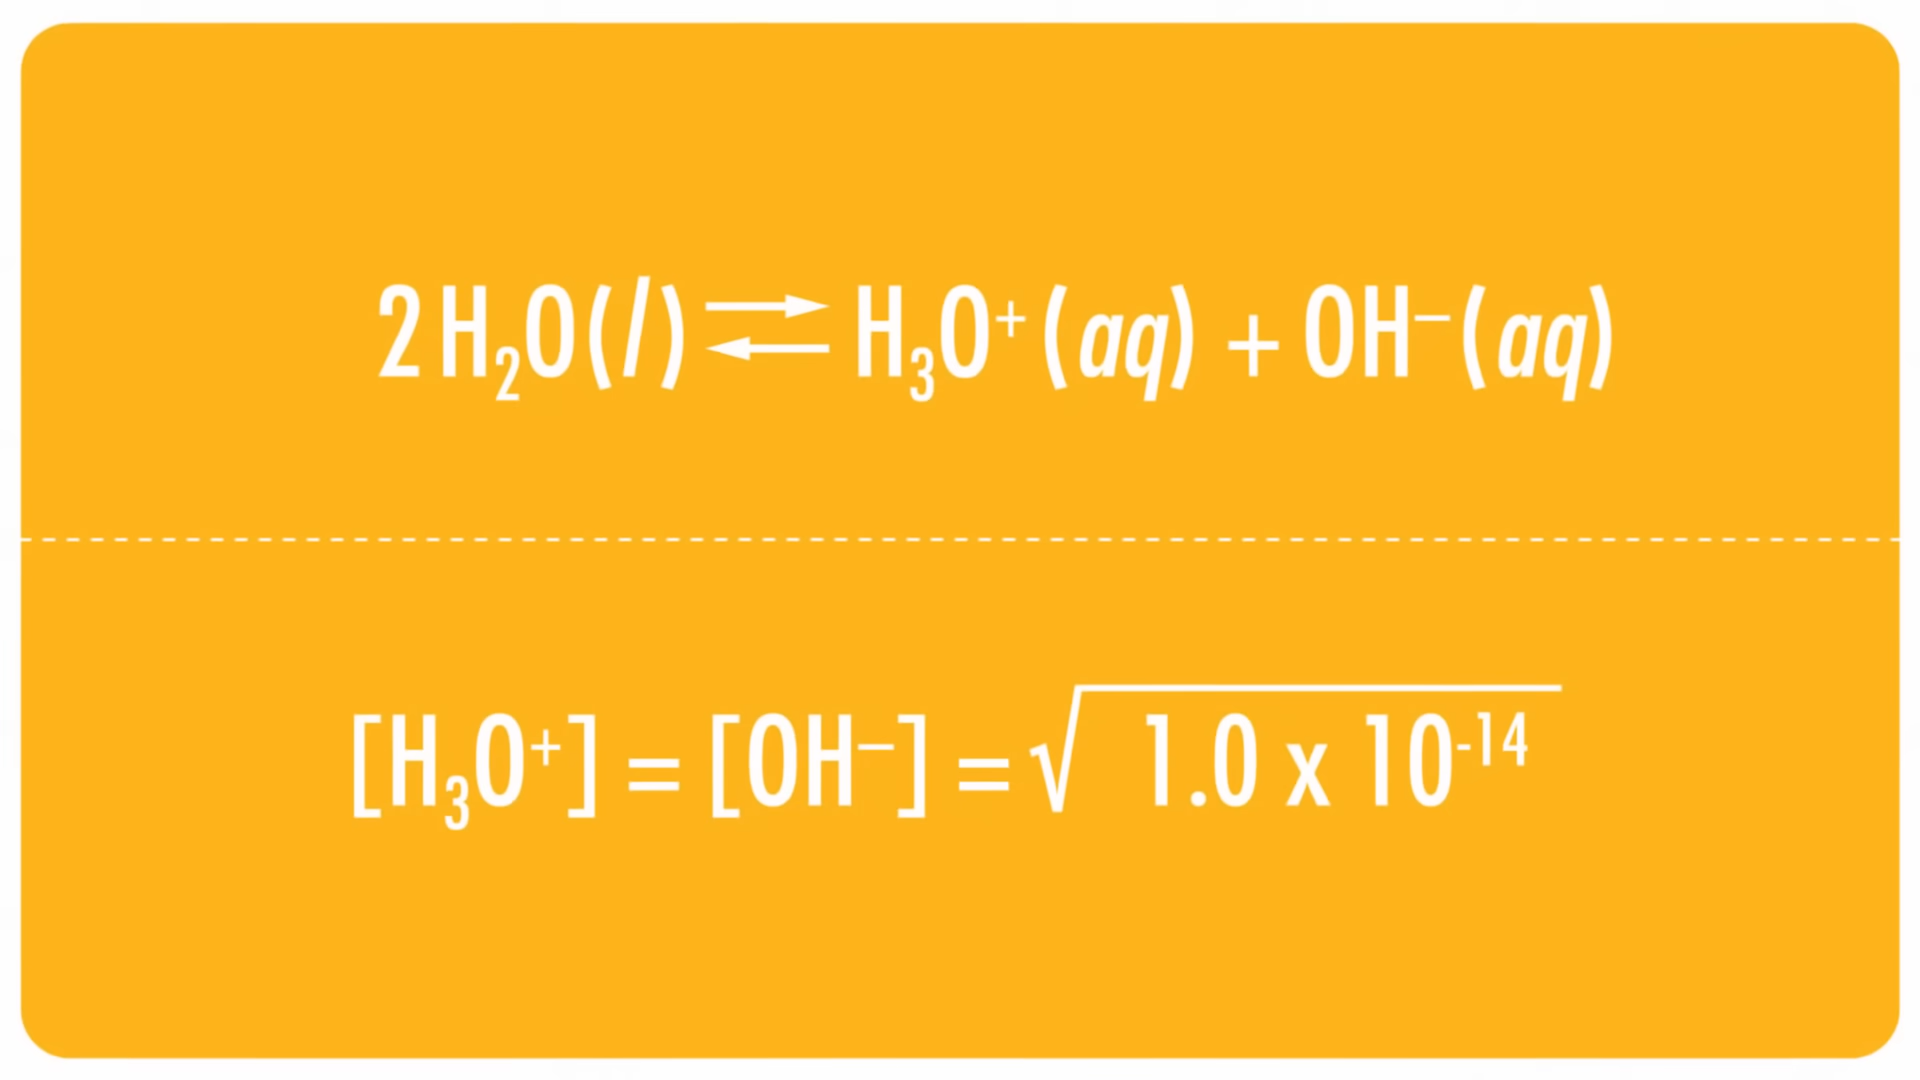 2 H₂O(l) ⇄ H₃O⁺(aq) + OH⁻(aq)
[H₃O⁺] = [OH⁻] = √1.0 x 10⁻¹⁴